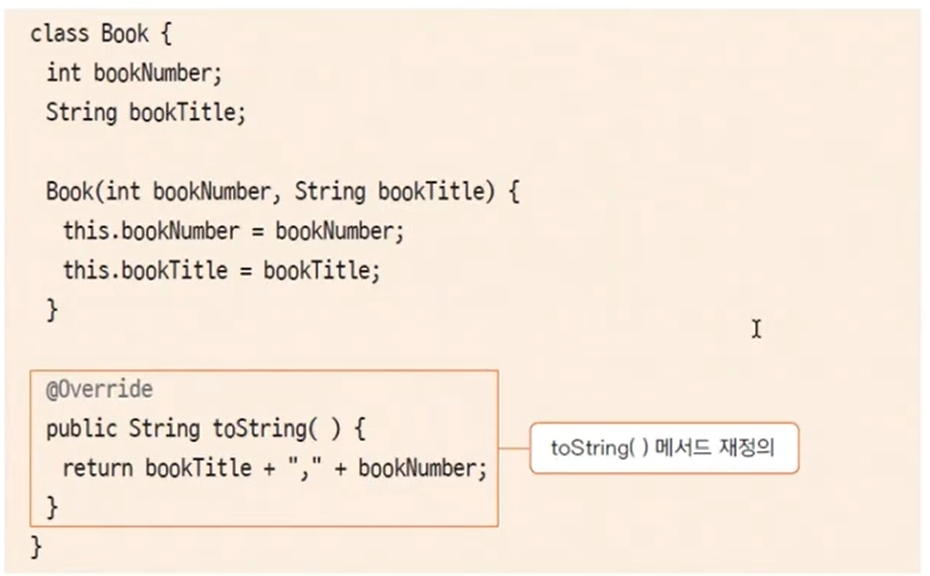 class Book {
int bookNumber;
String bookTitle;
Book(int bookNumber, String bookTitle) {
this.bookNumber = bookNumber;
this.bookTitle = bookTitle;
}
@Override
public String toString( ) {
return bookTitle + "," + bookNumber;
}
}
toString( ) 메서드 재정의